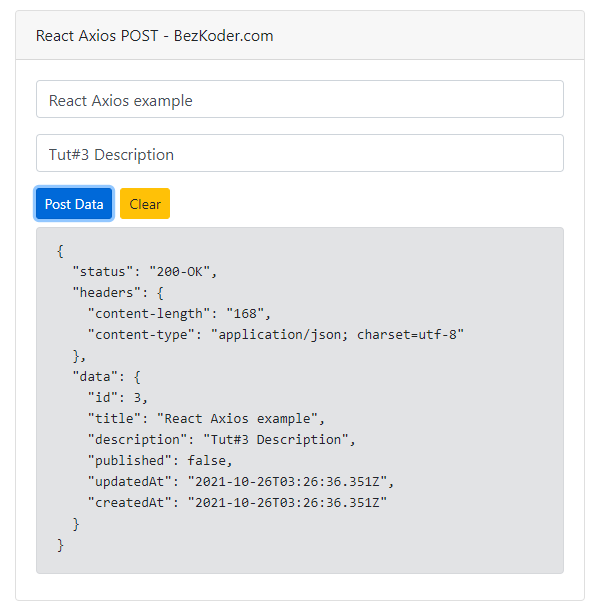 React Axios POST - BezKoder.com
React Axios example
Tut#3 Description
Post Data Clear
{
  "status": "200-OK",
  "headers": {
    "content-length": "168",
    "content-type": "application/json; charset=utf-8"
  },
  "data": {
    "id": 3,
    "title": "React Axios example",
    "description": "Tut#3 Description",
    "published": false,
    "updatedAt": "2021-10-26T03:26:36.351Z",
    "createdAt": "2021-10-26T03:26:36.351Z"
  }
}